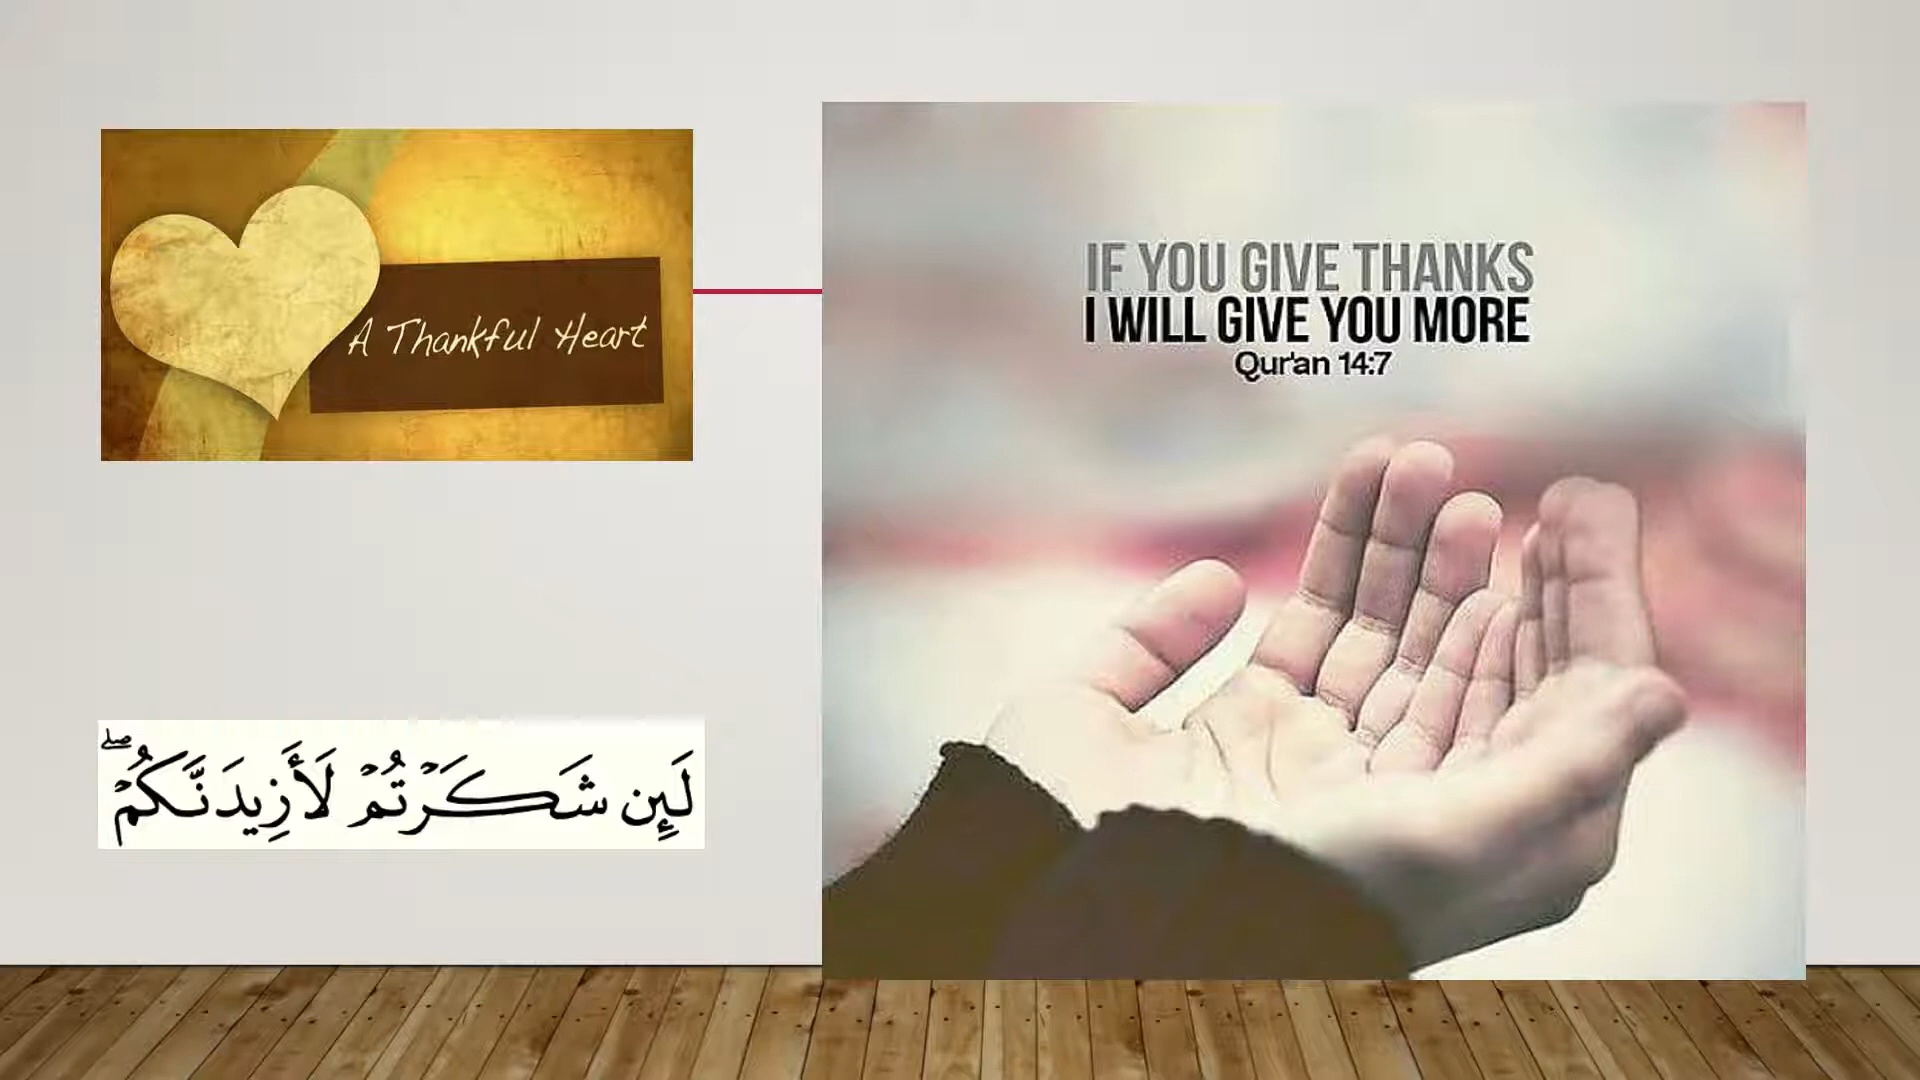 A Thankful Heart
IF YOU GIVE THANKS
I WILL GIVE YOU MORE
Qur'an 14:7
لَئِن شَكَرْتُمْ لَأَزِيدَنَّكُمْ ۖ